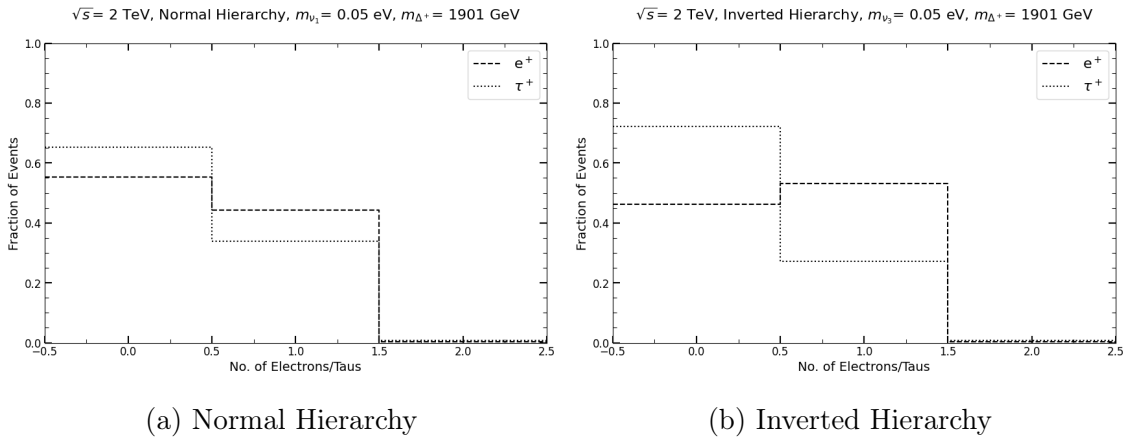 √s= 2 TeV, Normal Hierarchy, mν₁= 0.05 eV, mΔ⁺= 1901 GeV
1.0
0.8
0.6
0.4
0.2
0.0
Fraction of Events
e⁺
τ⁺
−0.5 0.0 0.5 1.0 1.5 2.0 2.5
No. of Electrons/Taus
(a) Normal Hierarchy
√s= 2 TeV, Inverted Hierarchy, mν₃= 0.05 eV, mΔ⁺= 1901 GeV
1.0
0.8
0.6
0.4
0.2
0.0
Fraction of Events
e⁺
τ⁺
−0.5 0.0 0.5 1.0 1.5 2.0 2.5
No. of Electrons/Taus
(b) Inverted Hierarchy